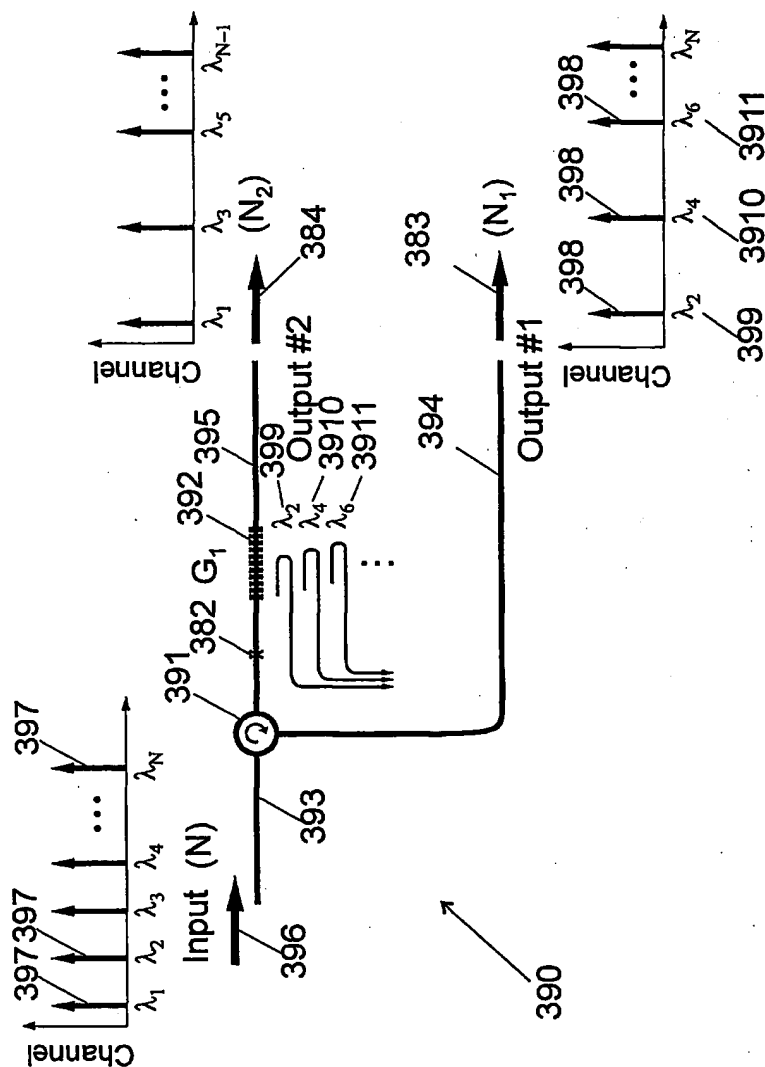 Channel
397
397
397
λ1
λ2
λ3
λ4
• • •
λN
Input (N)
396
393
391
382
G1
392
395
399
λ2
3910
λ4
3911
λ6
• • •
Output #2
384
(N2)
Channel
λ1
λ3
λ5
• • •
λN-1
394
Output #1
383
(N1)
Channel
398
398
398
λ2
λ4
λ6
• • •
λN
399
3910
3911
390